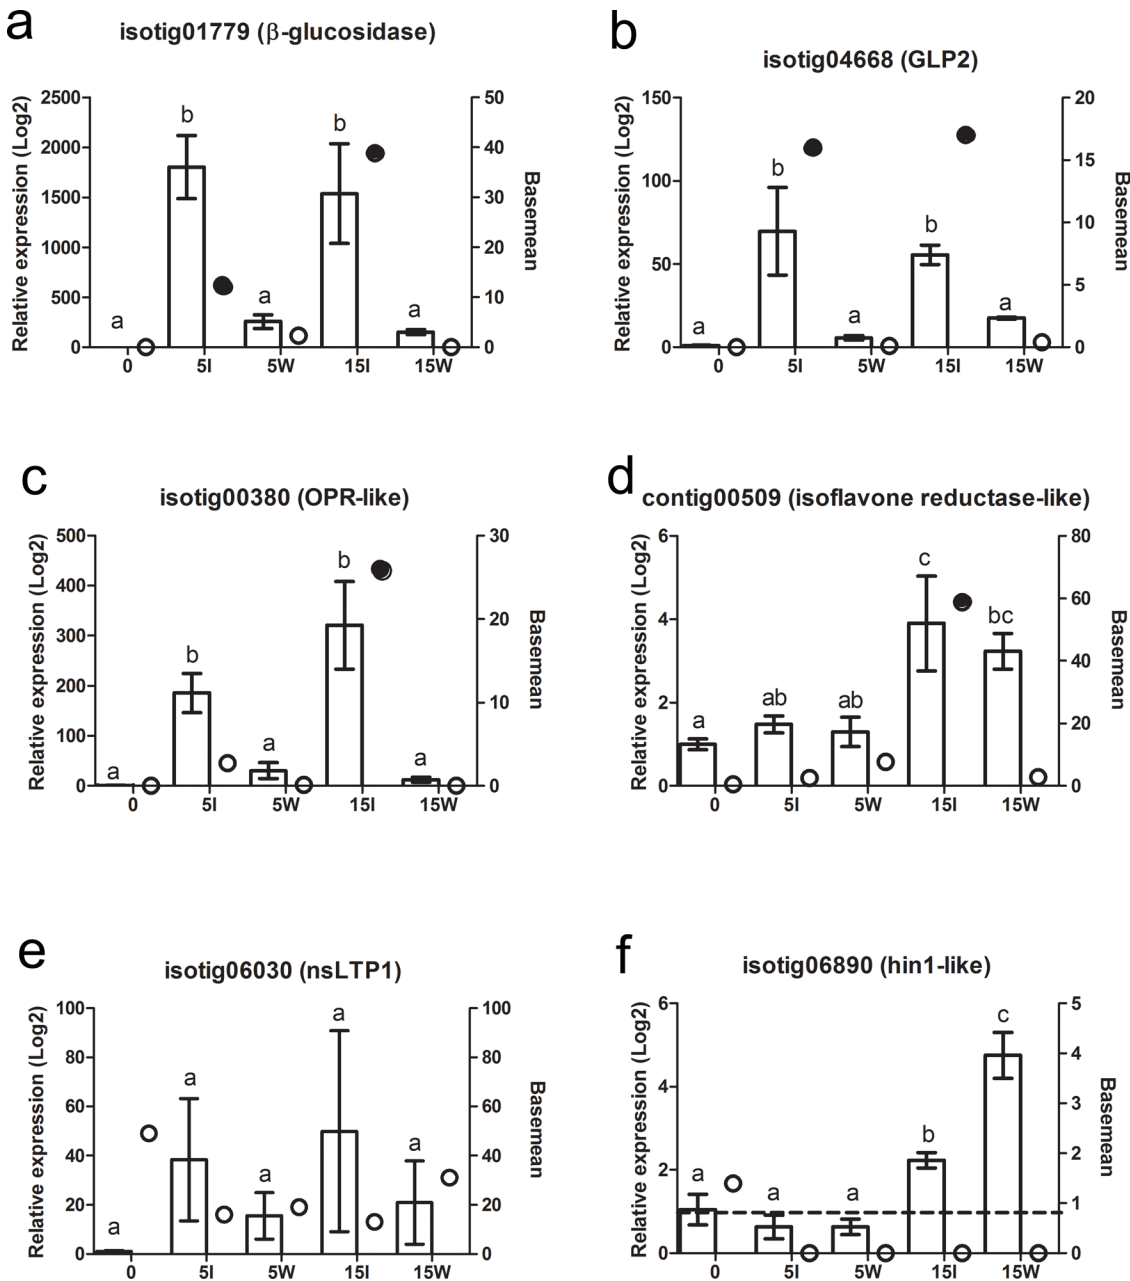 a
isotig01779 (β-glucosidase)
Relative expression (Log2)
2500
2000
1500
1000
500
0
a
b
a
b
a
50
40
30
20
10
0
Basemean
0 5I 5W 15I 15W
b
isotig04668 (GLP2)
Relative expression (Log2)
150
100
50
0
a
b
a
b
a
20
15
10
5
0
Basemean
0 5I 5W 15I 15W
c
isotig00380 (OPR-like)
Relative expression (Log2)
500
400
300
200
100
0
a
b
a
b
a
30
20
10
0
Basemean
0 5I 5W 15I 15W
d
contig00509 (isoflavone reductase-like)
Relative expression (Log2)
6
4
2
0
a
ab
ab
c
bc
80
60
40
20
0
Basemean
0 5I 5W 15I 15W
e
isotig06030 (nsLTP1)
Relative expression (Log2)
100
80
60
40
20
0
a
a
a
a
a
100
80
60
40
20
0
Basemean
0 5I 5W 15I 15W
f
isotig06890 (hin1-like)
Relative expression (Log2)
6
4
2
0
a
a
a
b
c
5
4
3
2
1
0
Basemean
0 5I 5W 15I 15W